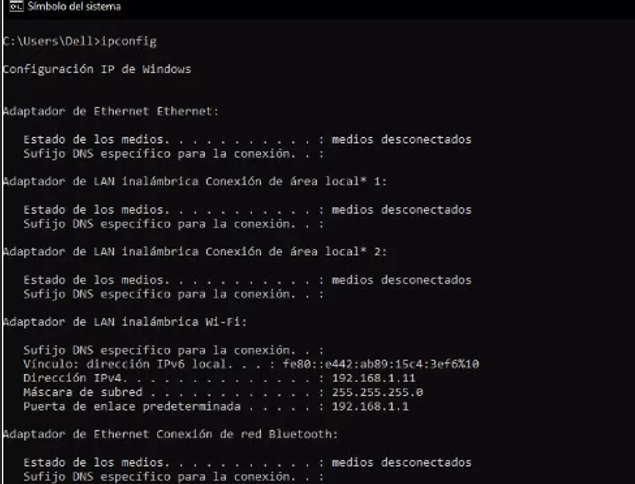 Símbolo del sistema
C:\Users\Dell>ipconfig
Configuración IP de Windows
Adaptador de Ethernet Ethernet:
Estado de los medios. . . . . . . . . . . : medios desconectados
Sufijo DNS específico para la conexión. . :
Adaptador de LAN inalámbrica Conexión de área local* 1:
Estado de los medios. . . . . . . . . . . : medios desconectados
Sufijo DNS específico para la conexión. . :
Adaptador de LAN inalámbrica Conexión de área local* 2:
Estado de los medios. . . . . . . . . . . : medios desconectados
Sufijo DNS específico para la conexión. . :
Adaptador de LAN inalámbrica Wi-Fi:
Sufijo DNS específico para la conexión. . :
Vínculo: dirección IPv6 local. . . : fe80::e442:ab89:15c4:3ef6%10
Dirección IPv4. . . . . . . . . . . . . . : 192.168.1.11
Máscara de subred . . . . . . . . . . . . : 255.255.255.0
Puerta de enlace predeterminada . . . . . : 192.168.1.1
Adaptador de Ethernet Conexión de red Bluetooth:
Estado de los medios. . . . . . . . . . . : medios desconectados
Sufijo DNS específico para la conexión. . :